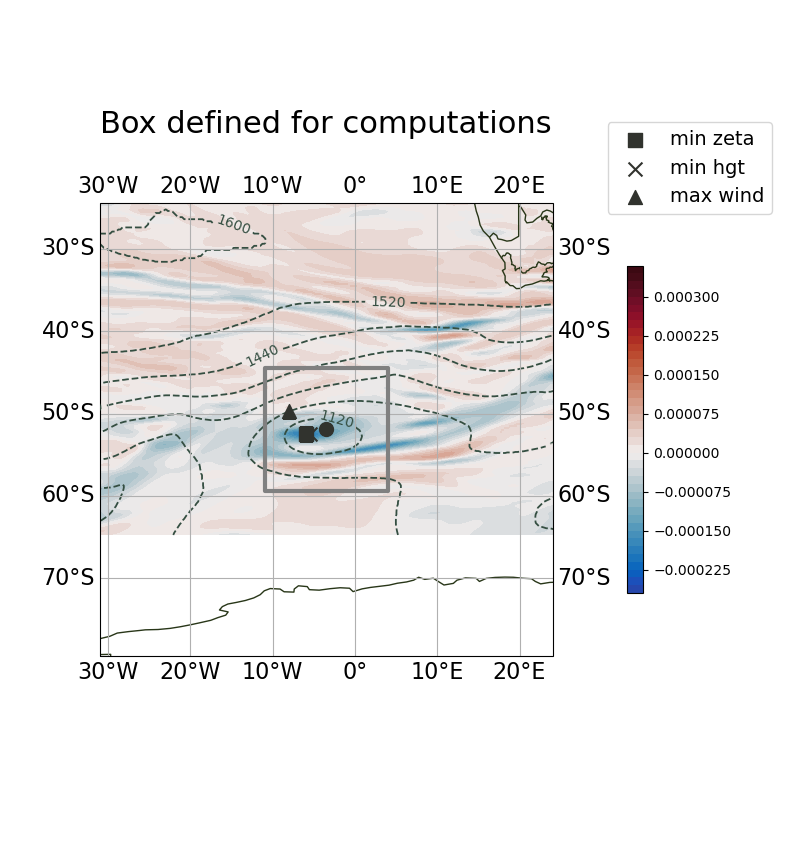 Box defined for computations
min zeta
min hgt
max wind
30°W 20°W 10°W 0° 10°E 20°E
1600
30°S 30°S
1520
40°S 40°S
1440
50°S 50°S
1120
60°S 60°S
70°S 70°S
30°W 20°W 10°W 0° 10°E 20°E
0.000300
0.000225
0.000150
0.000075
0.000000
−0.000075
−0.000150
−0.000225